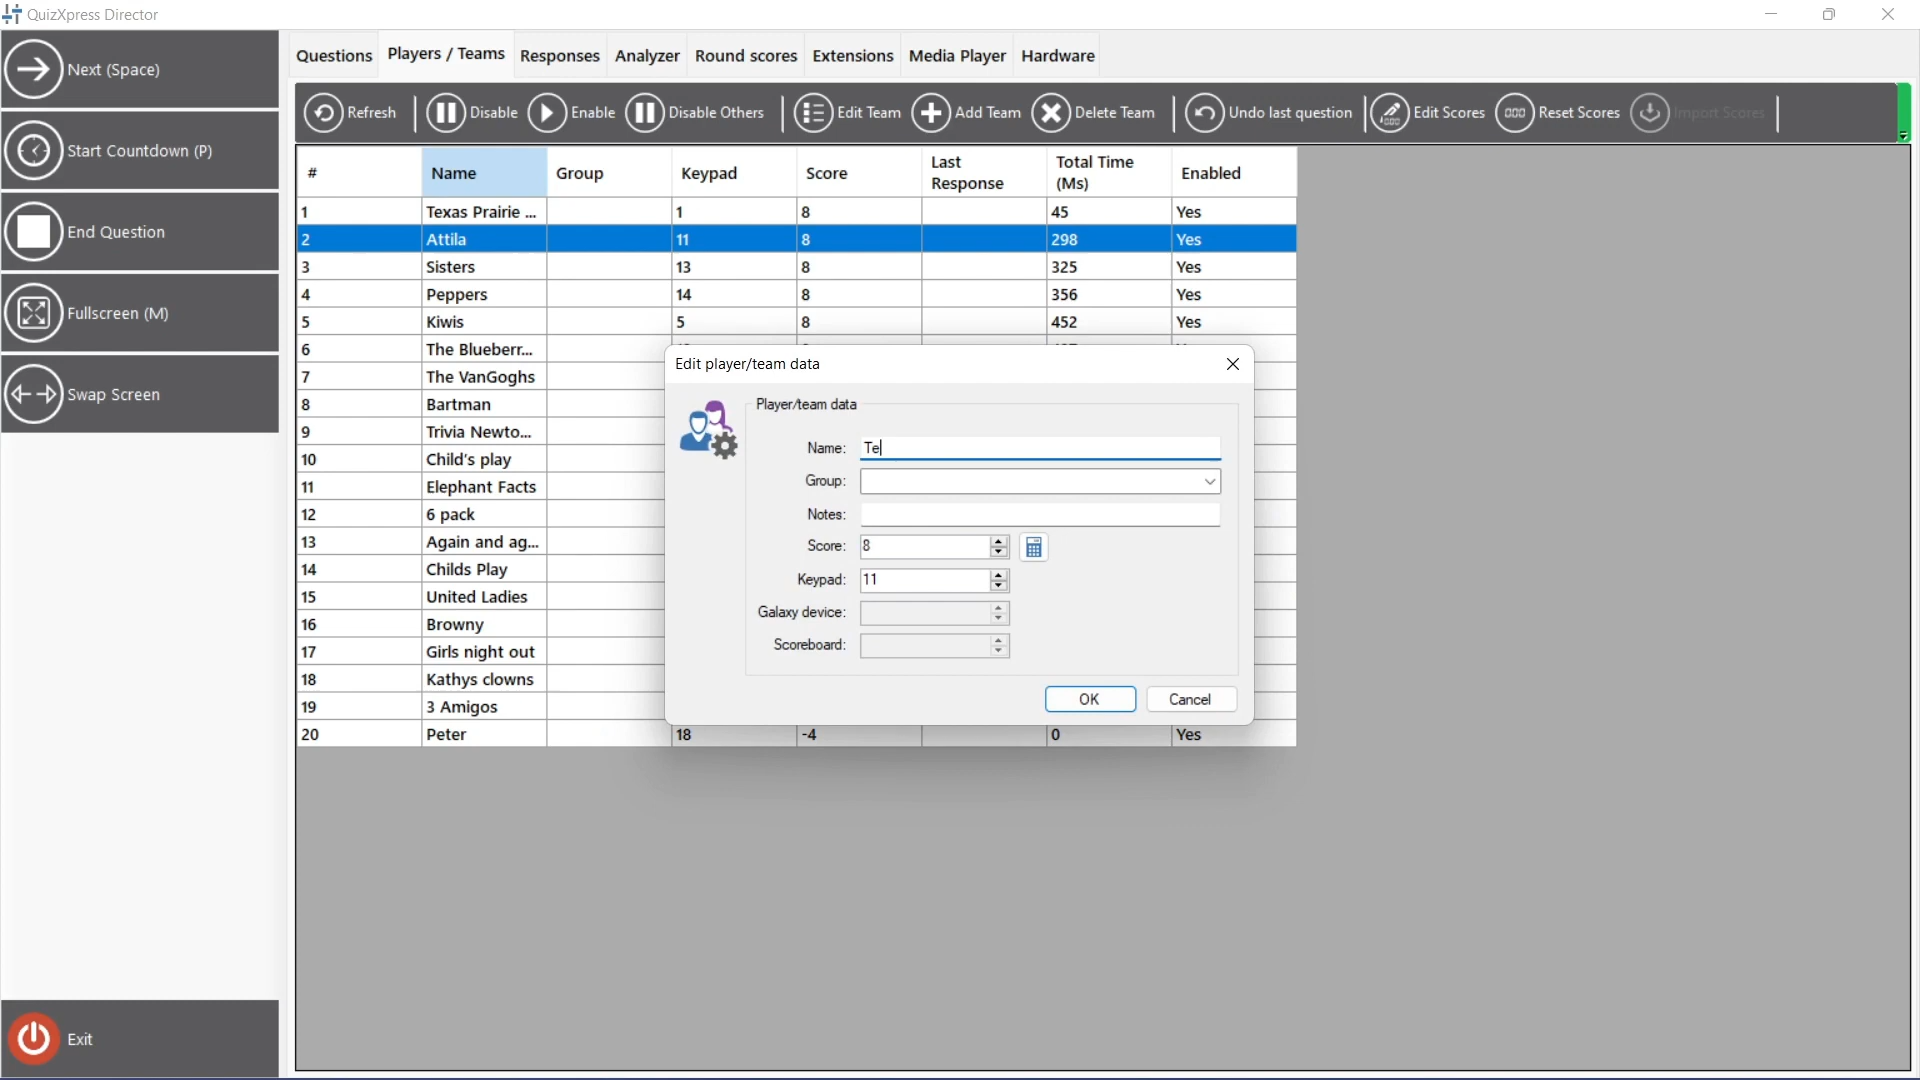 QuizXpress Director
Next (Space)
Start Countdown (P)
End Question
Fullscreen (M)
Swap Screen
Exit
Questions Players / Teams Responses Analyzer Round scores Extensions Media Player Hardware
Refresh Disable Enable Disable Others Edit Team Add Team Delete Team Undo last question Edit Scores Reset Scores Import Scores
# Name Group Keypad Score Last Response Total Time (Ms) Enabled
1 Texas Prairie ... 1 8 45 Yes
2 Attila 11 8 298 Yes
3 Sisters 13 8 325 Yes
4 Peppers 14 8 356 Yes
5 Kiwis 5 8 452 Yes
6 The Blueberr...
7 The VanGoghs
8 Bartman
9 Trivia Newto...
10 Child's play
11 Elephant Facts
12 6 pack
13 Again and ag...
14 Childs Play
15 United Ladies
16 Browny
17 Girls night out
18 Kathys clowns
19 3 Amigos
20 Peter 18 -4 0 Yes
Edit player/team data
Player/team data
Name: Te
Group:
Notes:
Score: 8
Keypad: 11
Galaxy device:
Scoreboard:
OK Cancel